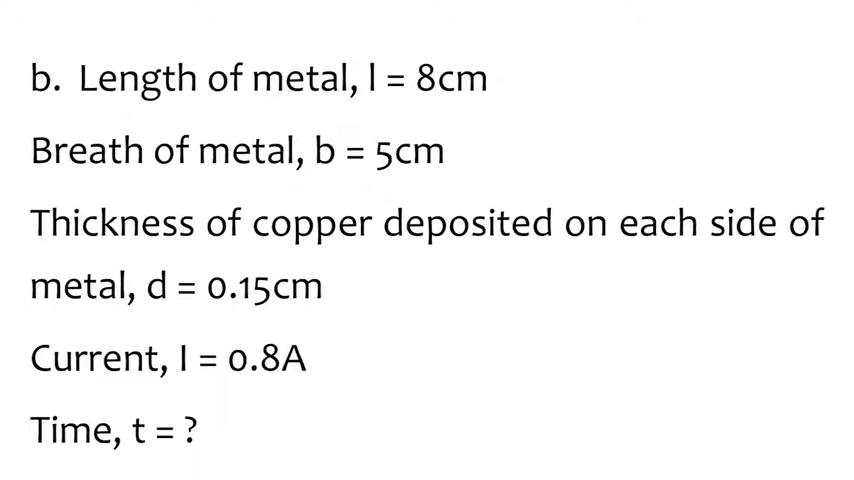 b. Length of metal, l = 8cm
Breath of metal, b = 5cm
Thickness of copper deposited on each side of
metal, d = 0.15cm
Current, I = 0.8A
Time, t = ?